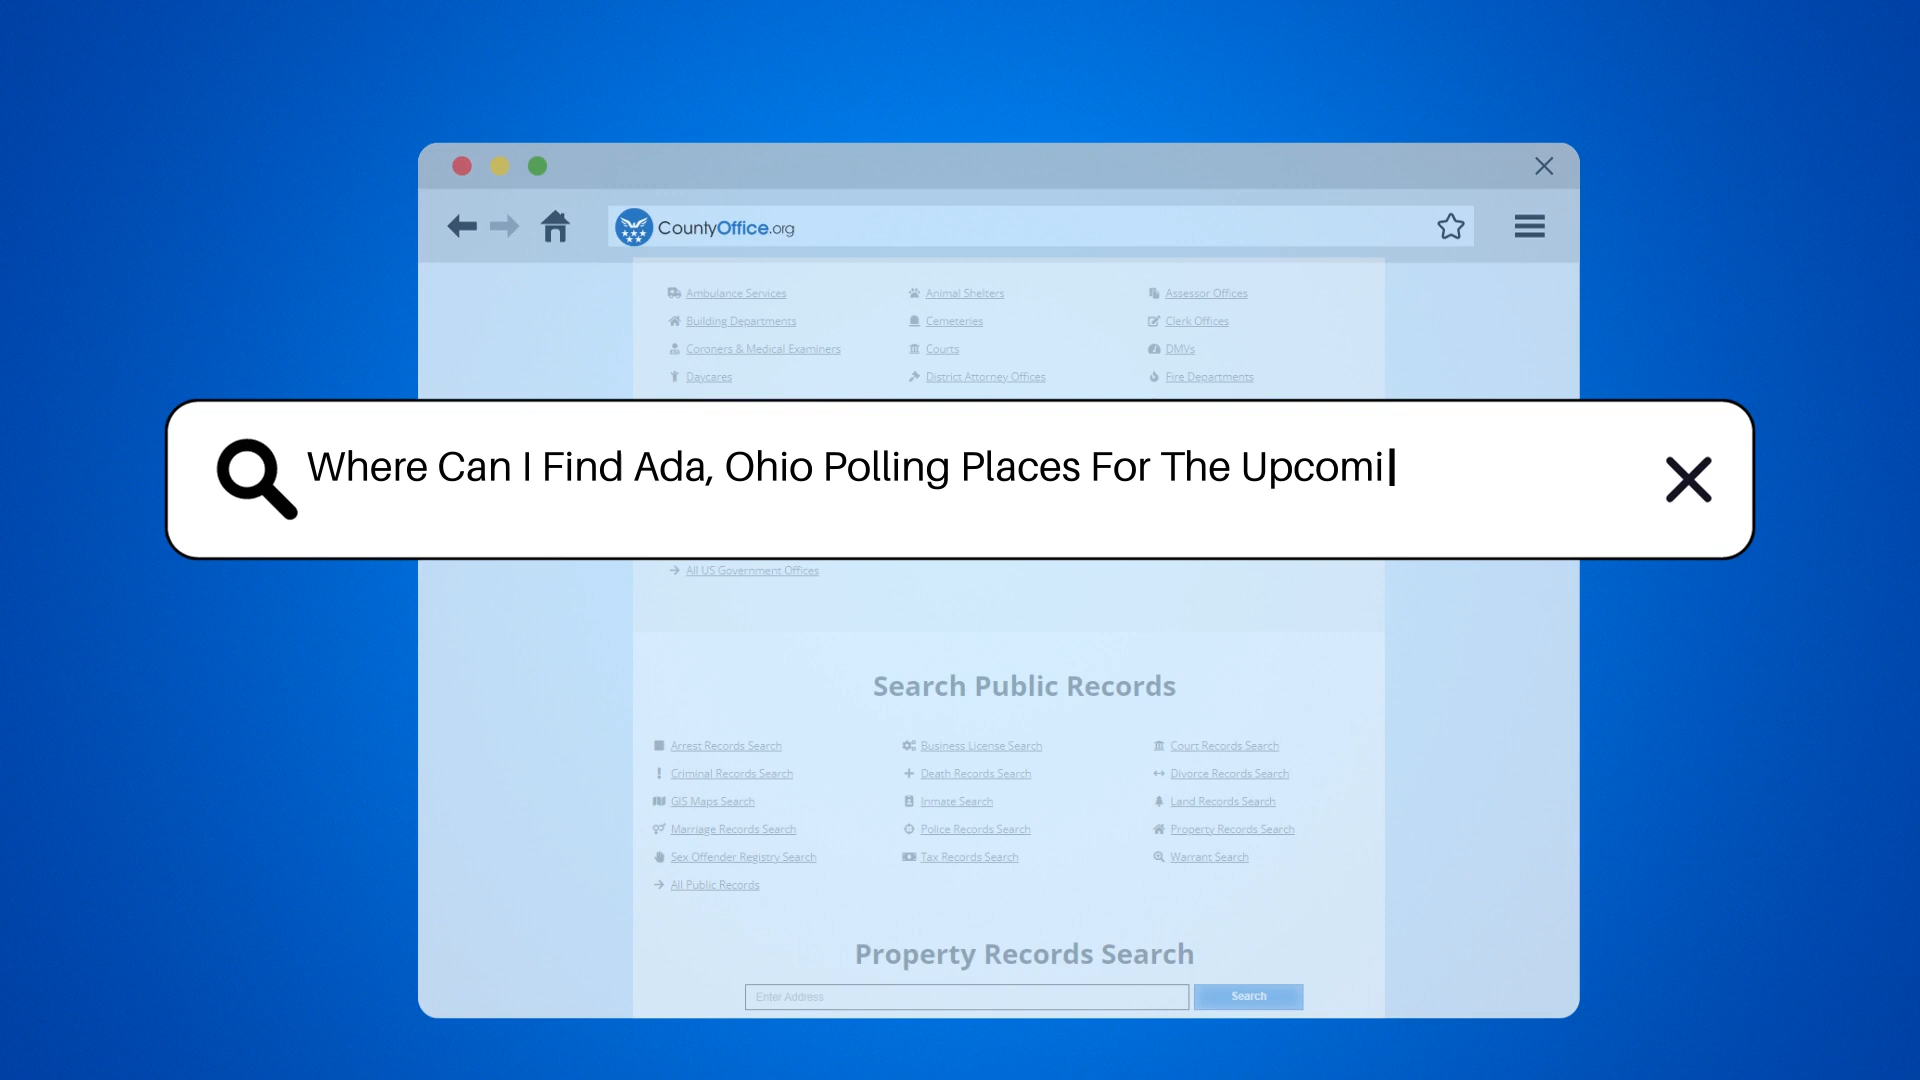 CountyOffice.org
Ambulance Services
Animal Shelters
Assessor Offices
Building Departments
Cemeteries
Clerk Offices
Coroners & Medical Examiners
Courts
DMVs
Daycares
District Attorney Offices
Fire Departments
Where Can I Find Ada, Ohio Polling Places For The Upcomi
All US Government Offices
Search Public Records
Arrest Records Search
Business License Search
Court Records Search
Criminal Records Search
Death Records Search
Divorce Records Search
GIS Maps Search
Inmate Search
Land Records Search
Marriage Records Search
Police Records Search
Property Records Search
Sex Offender Registry Search
Tax Records Search
Warrant Search
All Public Records
Property Records Search
Enter Address
Search